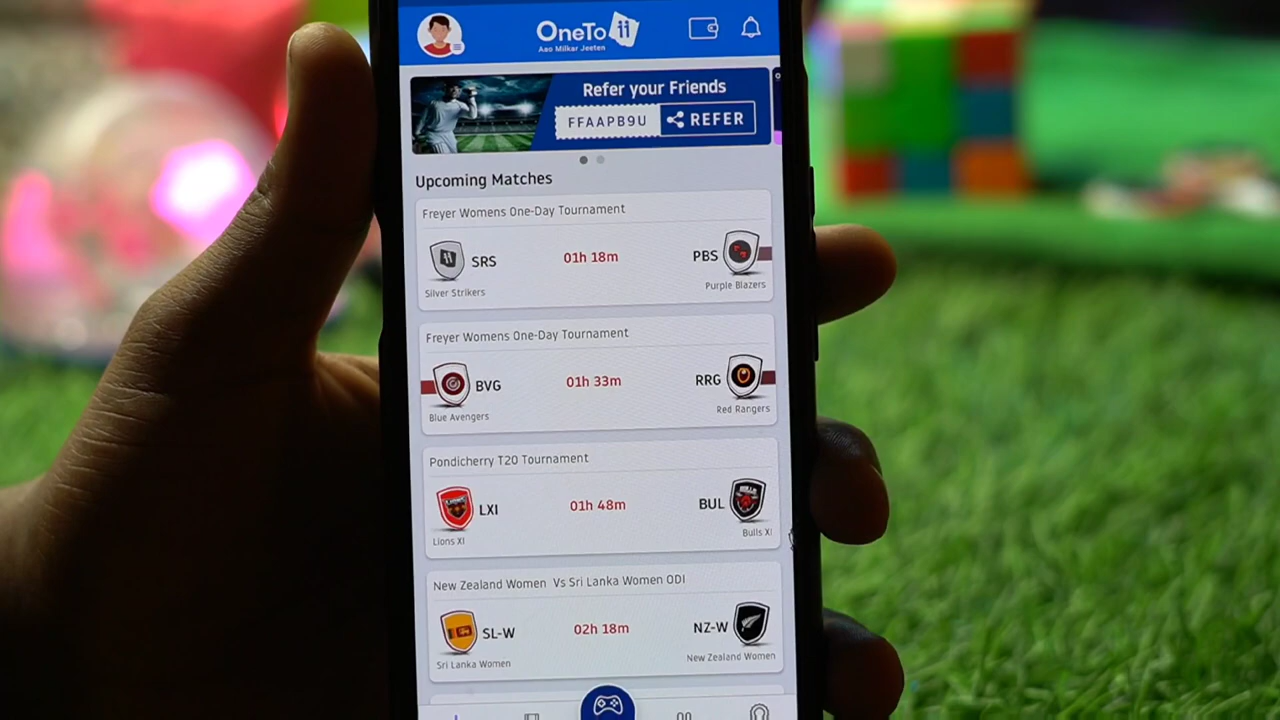 OneTo 11
Aao Milkar Jeeten
Refer your Friends
FFAAPB9U REFER
Upcoming Matches
Freyer Womens One-Day Tournament
SRS 01h 18m PBS
Silver Strikers Purple Blazers
Freyer Womens One-Day Tournament
BVG 01h 33m RRG
Blue Avengers Red Rangers
Pondicherry T20 Tournament
LXI 01h 48m BUL
Lions XI Bulls XI
New Zealand Women Vs Sri Lanka Women ODI
SL-W 02h 18m NZ-W
Sri Lanka Women New Zealand Women